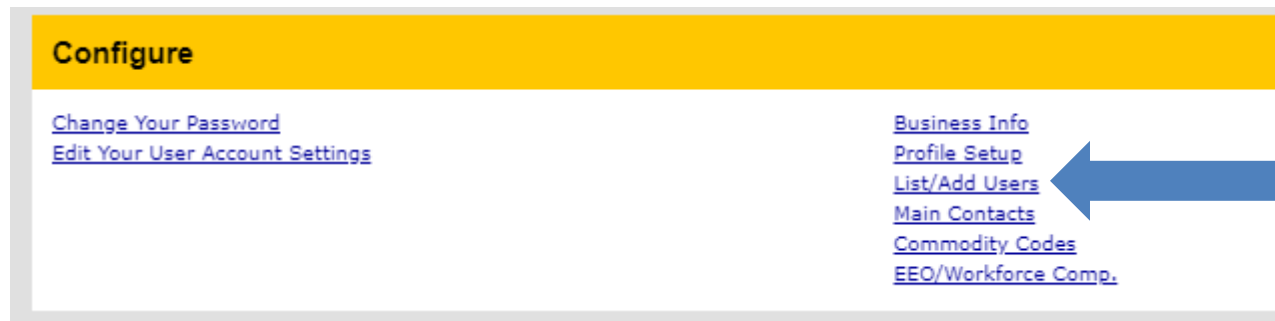 Configure
Change Your Password
Edit Your User Account Settings
Business Info
Profile Setup
List/Add Users
Main Contacts
Commodity Codes
EEO/Workforce Comp.